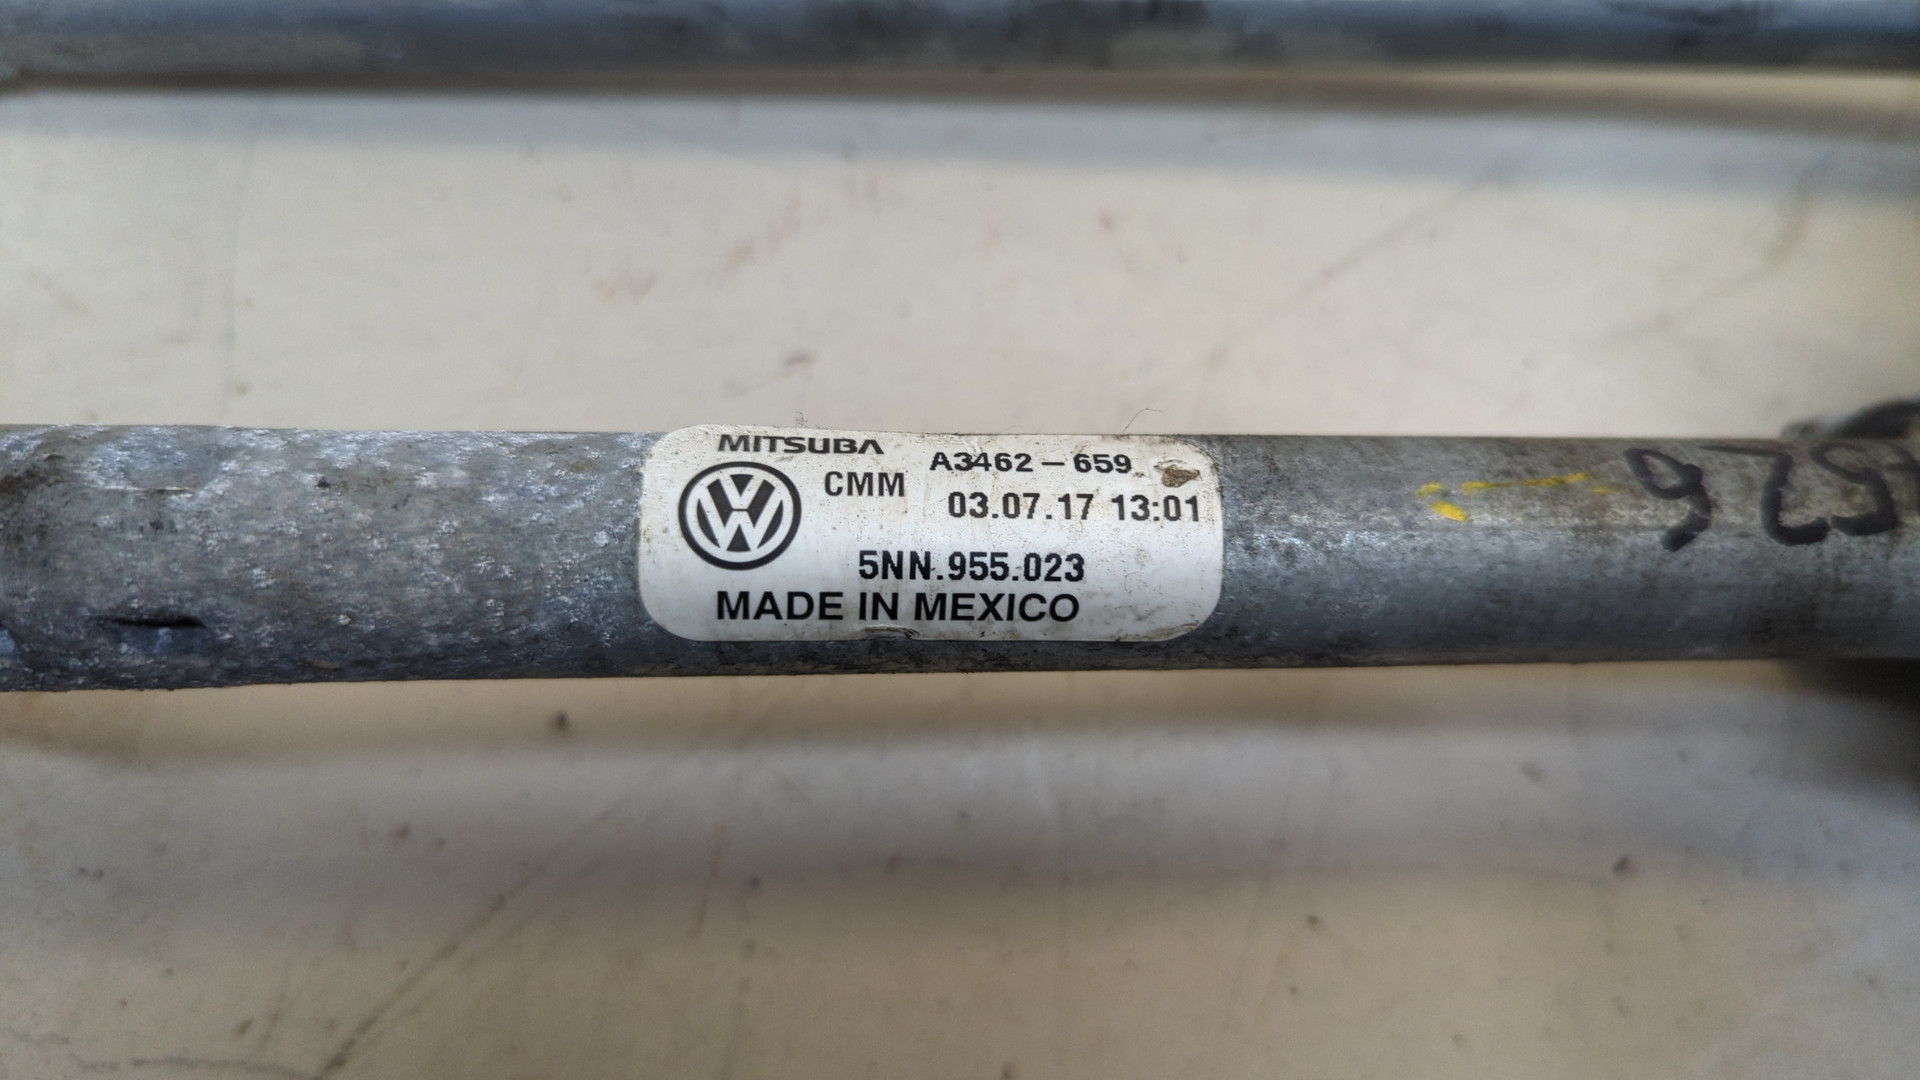 MITSUBA
A3462-659
CMM
03.07.17 13:01
5NN.955.023
MADE IN MEXICO